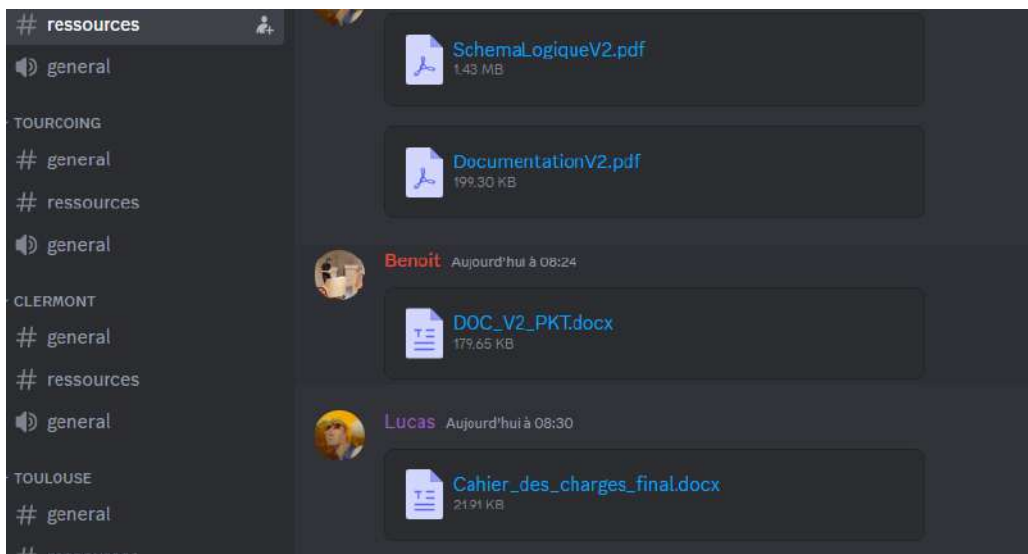 # ressources
general
TOURCOING
# general
# ressources
general
CLERMONT
# general
# ressources
general
TOULOUSE
# general
SchemaLogiqueV2.pdf
1.43 MB
DocumentationV2.pdf
199.30 KB
Benoit Aujourd'hui à 08:24
DOC_V2_PKT.docx
179.65 KB
Lucas Aujourd'hui à 08:30
Cahier_des_charges_final.docx
21.91 KB